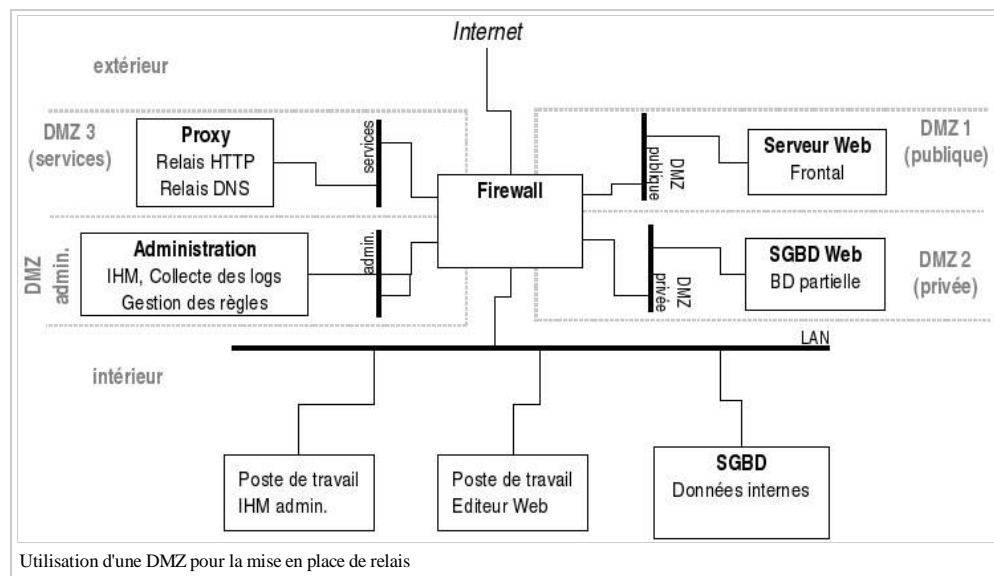 Internet
extérieur
DMZ 3
(services)
Proxy
Relais HTTP
Relais DNS
services
Firewall
DMZ
publique
Serveur Web
Frontal
DMZ 1
(publique)
DMZ
admin.
Administration
IHM, Collecte des logs
Gestion des règles
admin.
DMZ
privée
SGBD Web
BD partielle
DMZ 2
(privée)
LAN
intérieur
Poste de travail
IHM admin.
Poste de travail
Editeur Web
SGBD
Données internes
Utilisation d'une DMZ pour la mise en place de relais